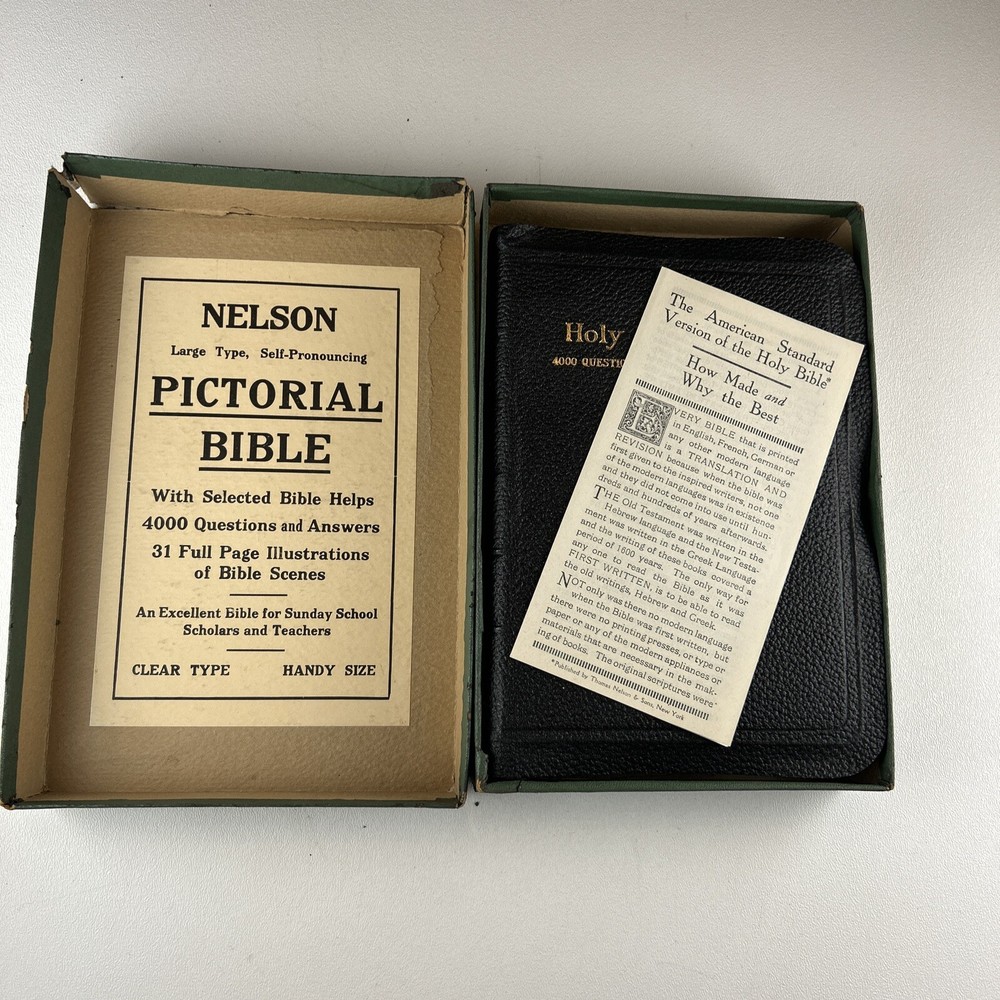 NELSON
Large Type, Self-Pronouncing
PICTORIAL
BIBLE
With Selected Bible Helps
4000 Questions and Answers
31 Full Page Illustrations
of Bible Scenes
An Excellent Bible for Sunday School
Scholars and Teachers
CLEAR TYPE HANDY SIZE
Holy
4000 QUESTIO
The American Standard
Version of the Holy Bible*
How Made and
Why the Best
EVERY BIBLE that is printed
in English, French, German or
any other modern language
is a TRANSLATION AND
REVISION because when the bible was
first given to the inspired writers, not one
of the modern languages was in existence
and they did not come into use until hun-
dreds and hundreds of years afterwards.
THE Old Testament was written in the
Hebrew language and the New Testa-
ment was written in the Greek Language
and the writing of these books covered a
period of 1600 years. The only way for
any one to read the Bible as it was
FIRST WRITTEN, is to be able to read
the old writings, Hebrew and Greek.
NOT only was there no modern language
when the Bible was first written, but
there were no printing presses, or type or
paper or any of the modern appliances or
materials that are necessary in the mak-
ing of books. The original scriptures were
*Published by Thomas Nelson & Sons, New York